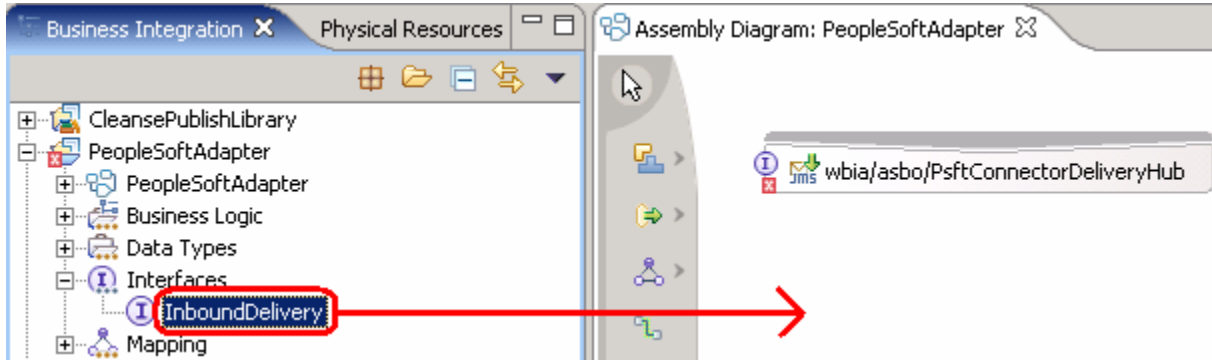 Business Integration
Physical Resources
Assembly Diagram: PeopleSoftAdapter
CleansePublishLibrary
PeopleSoftAdapter
PeopleSoftAdapter
Business Logic
Data Types
I Interfaces
I InboundDelivery
Mapping
I JMS wbia/asbo/PsftConnectorDeliveryHub